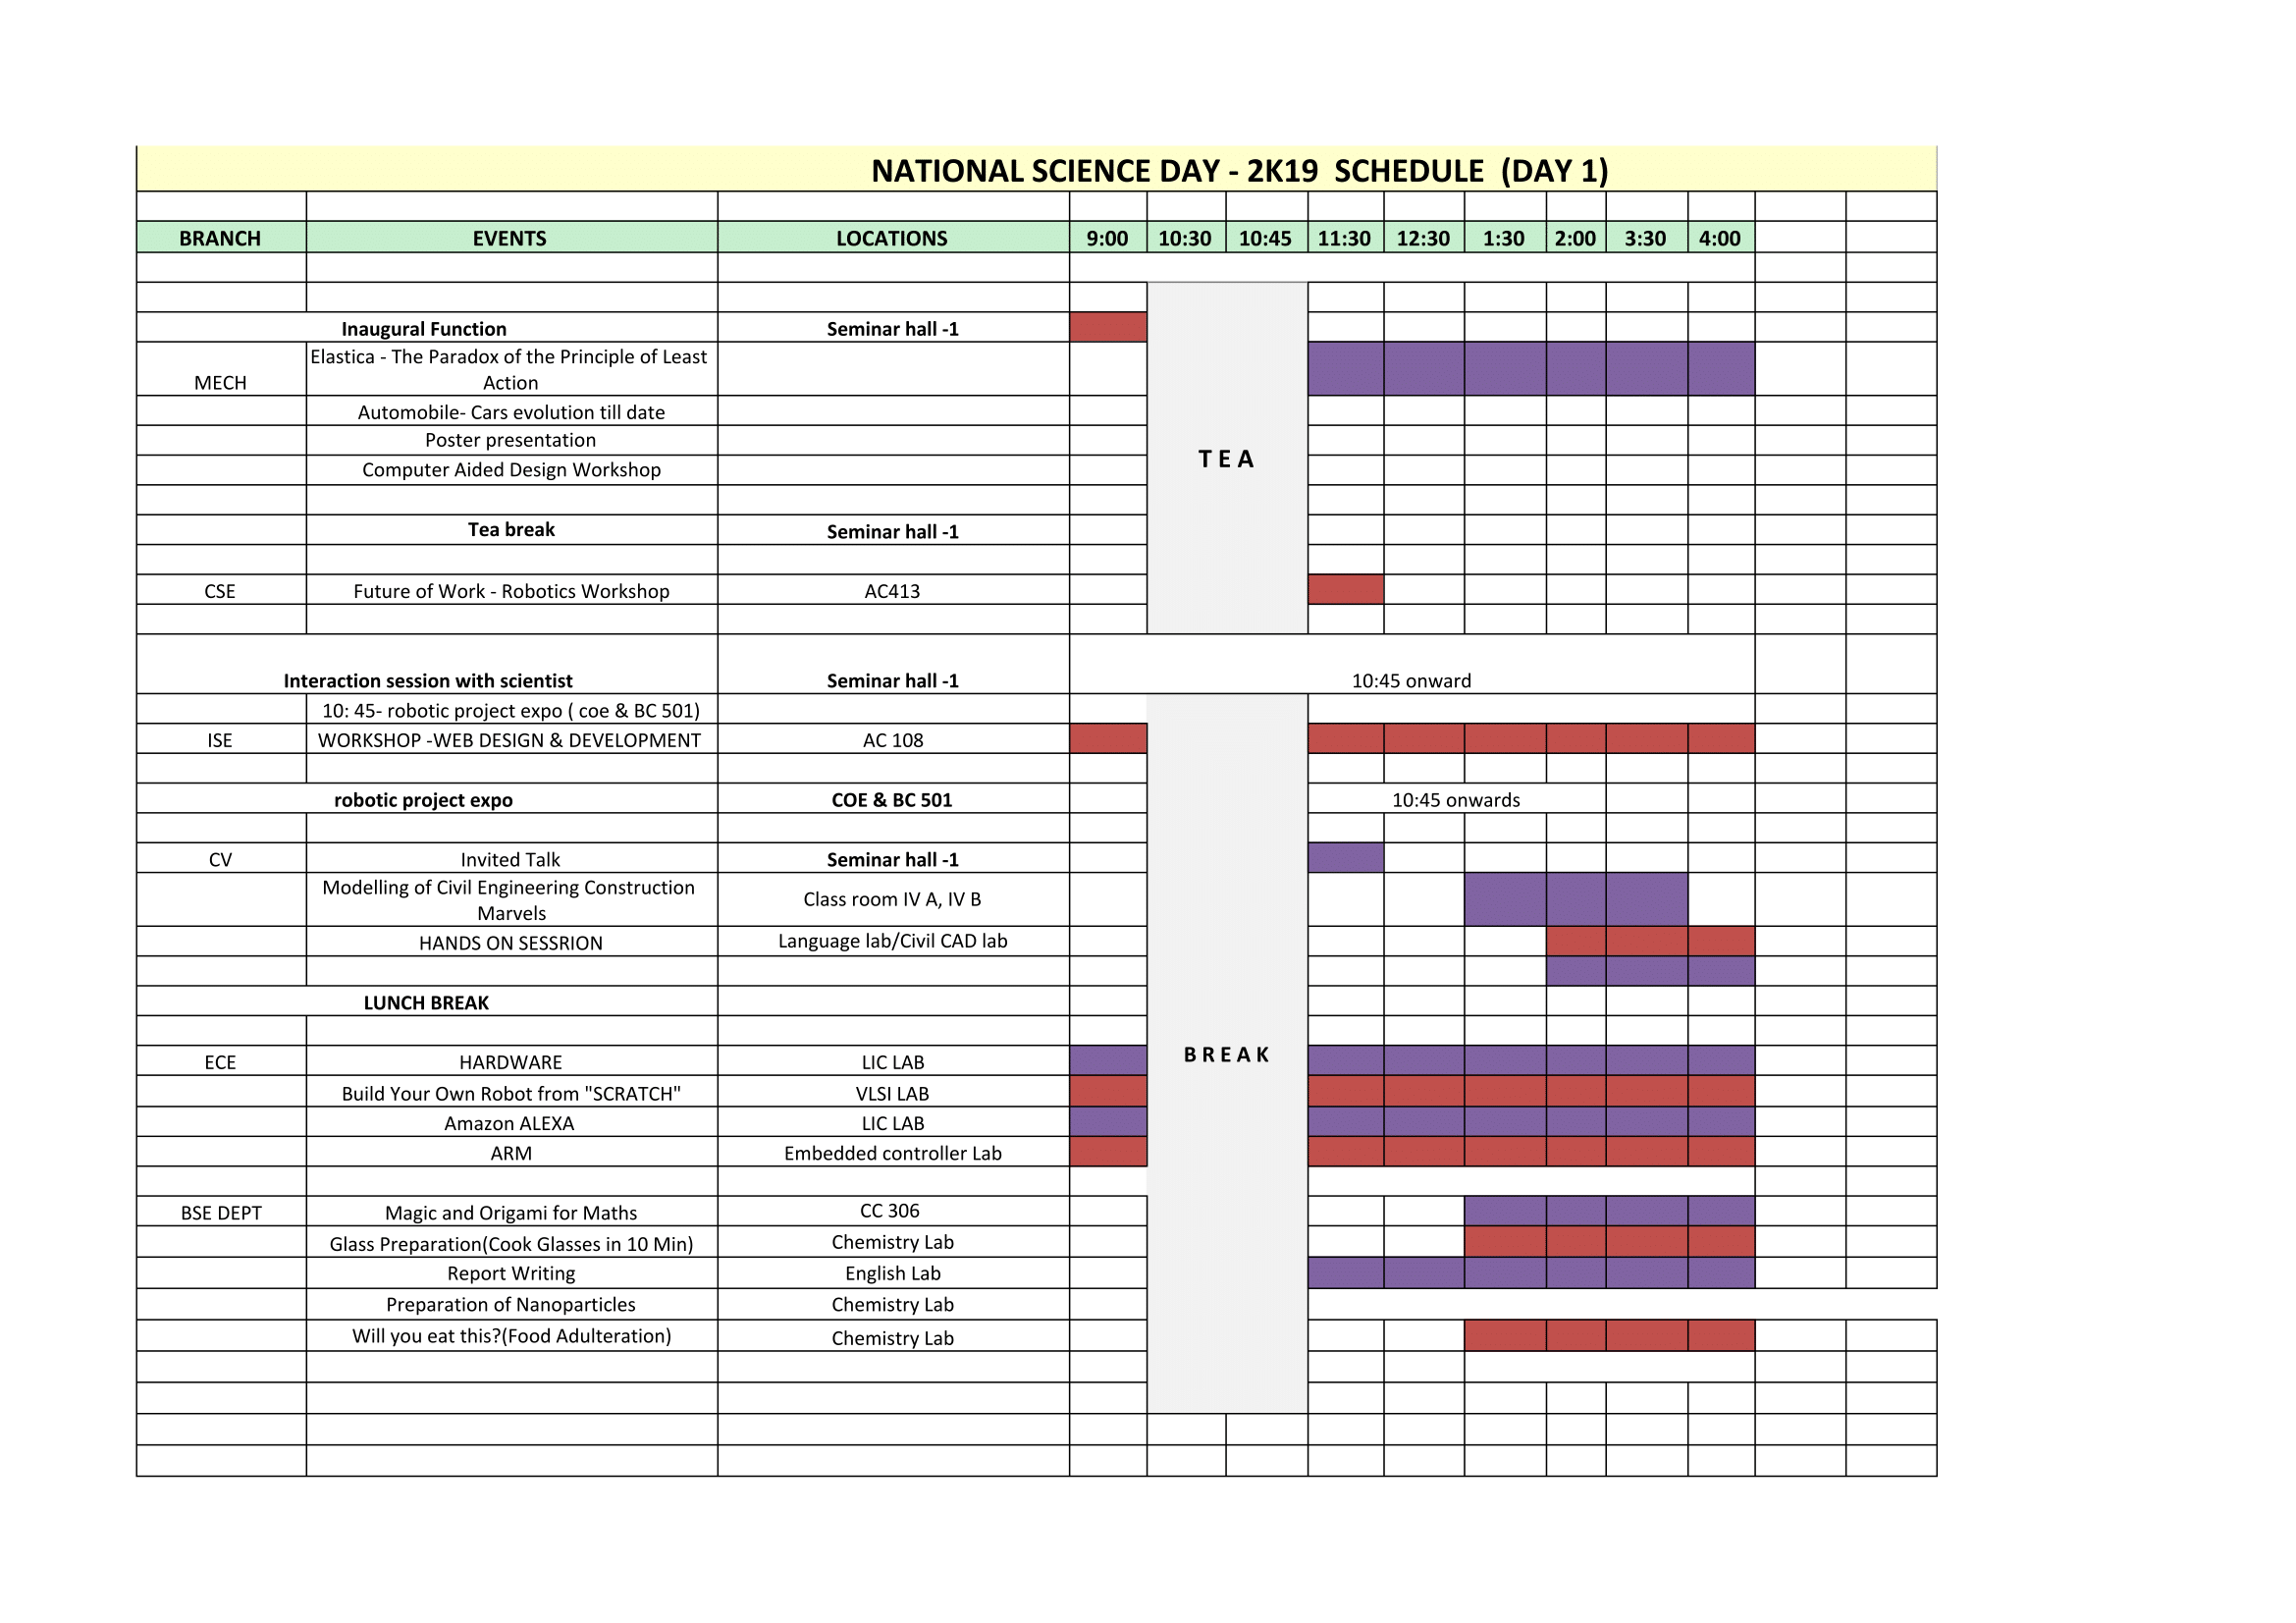 NATIONAL SCIENCE DAY - 2K19 SCHEDULE (DAY 1)
BRANCH EVENTS LOCATIONS 9:00 10:30 10:45 11:30 12:30 1:30 2:00 3:30 4:00
Inaugural Function Seminar hall -1
Elastica - The Paradox of the Principle of Least
MECH Action
Automobile- Cars evolution till date
Poster presentation
T E A
Computer Aided Design Workshop
Tea break Seminar hall -1
CSE Future of Work - Robotics Workshop AC413
Interaction session with scientist Seminar hall -1 10:45 onward
10: 45- robotic project expo ( coe & BC 501)
ISE WORKSHOP -WEB DESIGN & DEVELOPMENT AC 108
robotic project expo COE & BC 501 10:45 onwards
CV Invited Talk Seminar hall -1
Modelling of Civil Engineering Construction
Marvels Class room IV A, IV B
HANDS ON SESSRION Language lab/Civil CAD lab
LUNCH BREAK
B R E A K
ECE HARDWARE LIC LAB
Build Your Own Robot from "SCRATCH" VLSI LAB
Amazon ALEXA LIC LAB
ARM Embedded controller Lab
BSE DEPT Magic and Origami for Maths CC 306
Glass Preparation(Cook Glasses in 10 Min) Chemistry Lab
Report Writing English Lab
Preparation of Nanoparticles Chemistry Lab
Will you eat this?(Food Adulteration) Chemistry Lab